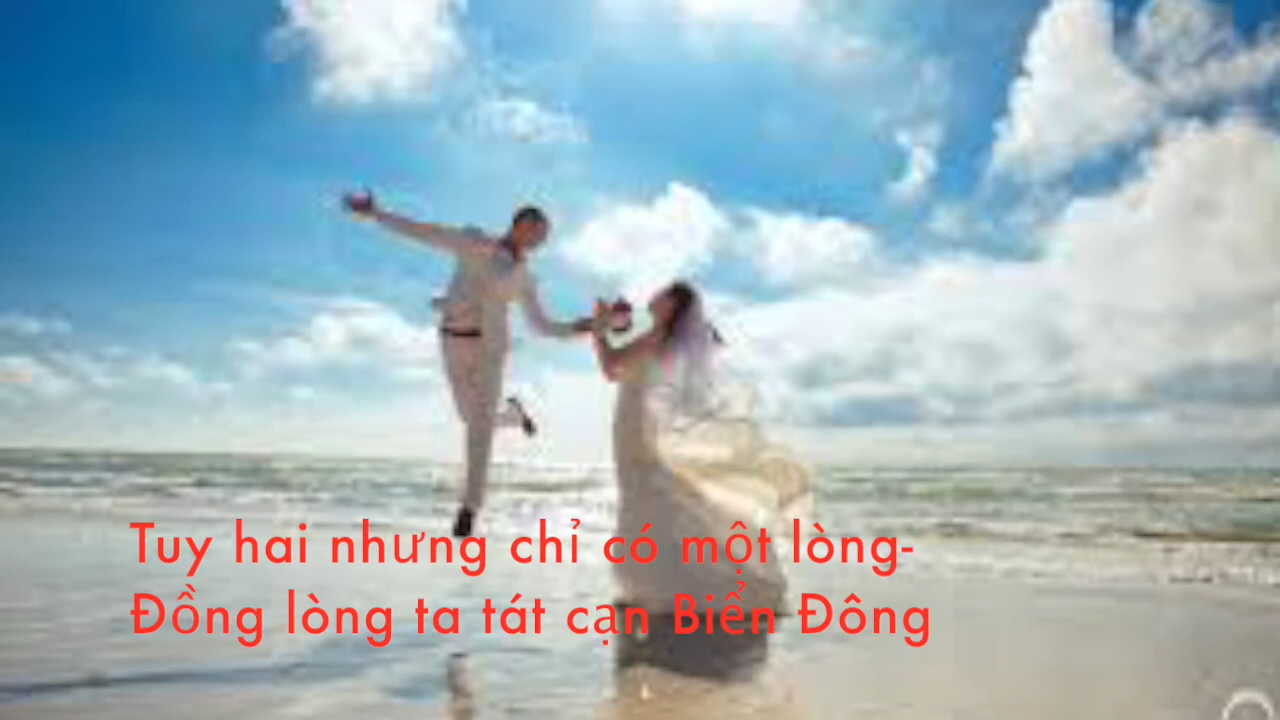 Tuy hai nhưng chỉ có một lòng-
Đồng lòng ta tát cạn Biển Đông